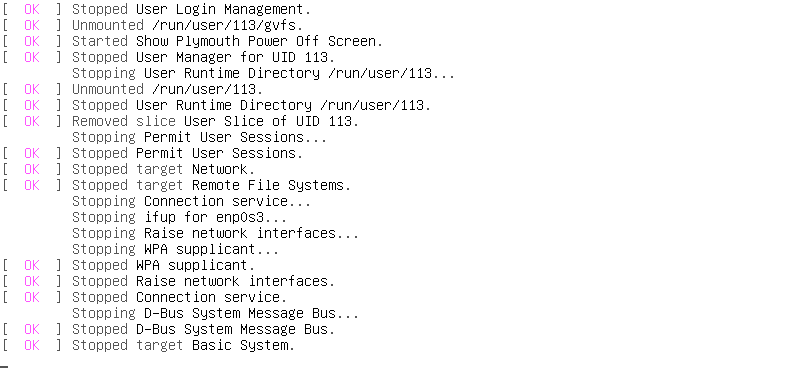 [  OK  ] Stopped User Login Management.
[  OK  ] Unmounted /run/user/113/gvfs.
[  OK  ] Started Show Plymouth Power Off Screen.
[  OK  ] Stopped User Manager for UID 113.
         Stopping User Runtime Directory /run/user/113...
[  OK  ] Unmounted /run/user/113.
[  OK  ] Stopped User Runtime Directory /run/user/113.
[  OK  ] Removed slice User Slice of UID 113.
         Stopping Permit User Sessions...
[  OK  ] Stopped Permit User Sessions.
[  OK  ] Stopped target Network.
[  OK  ] Stopped target Remote File Systems.
         Stopping Connection service...
         Stopping ifup for enp0s3...
         Stopping Raise network interfaces...
         Stopping WPA supplicant...
[  OK  ] Stopped WPA supplicant.
[  OK  ] Stopped Raise network interfaces.
[  OK  ] Stopped Connection service.
         Stopping D-Bus System Message Bus...
[  OK  ] Stopped D-Bus System Message Bus.
[  OK  ] Stopped target Basic System.